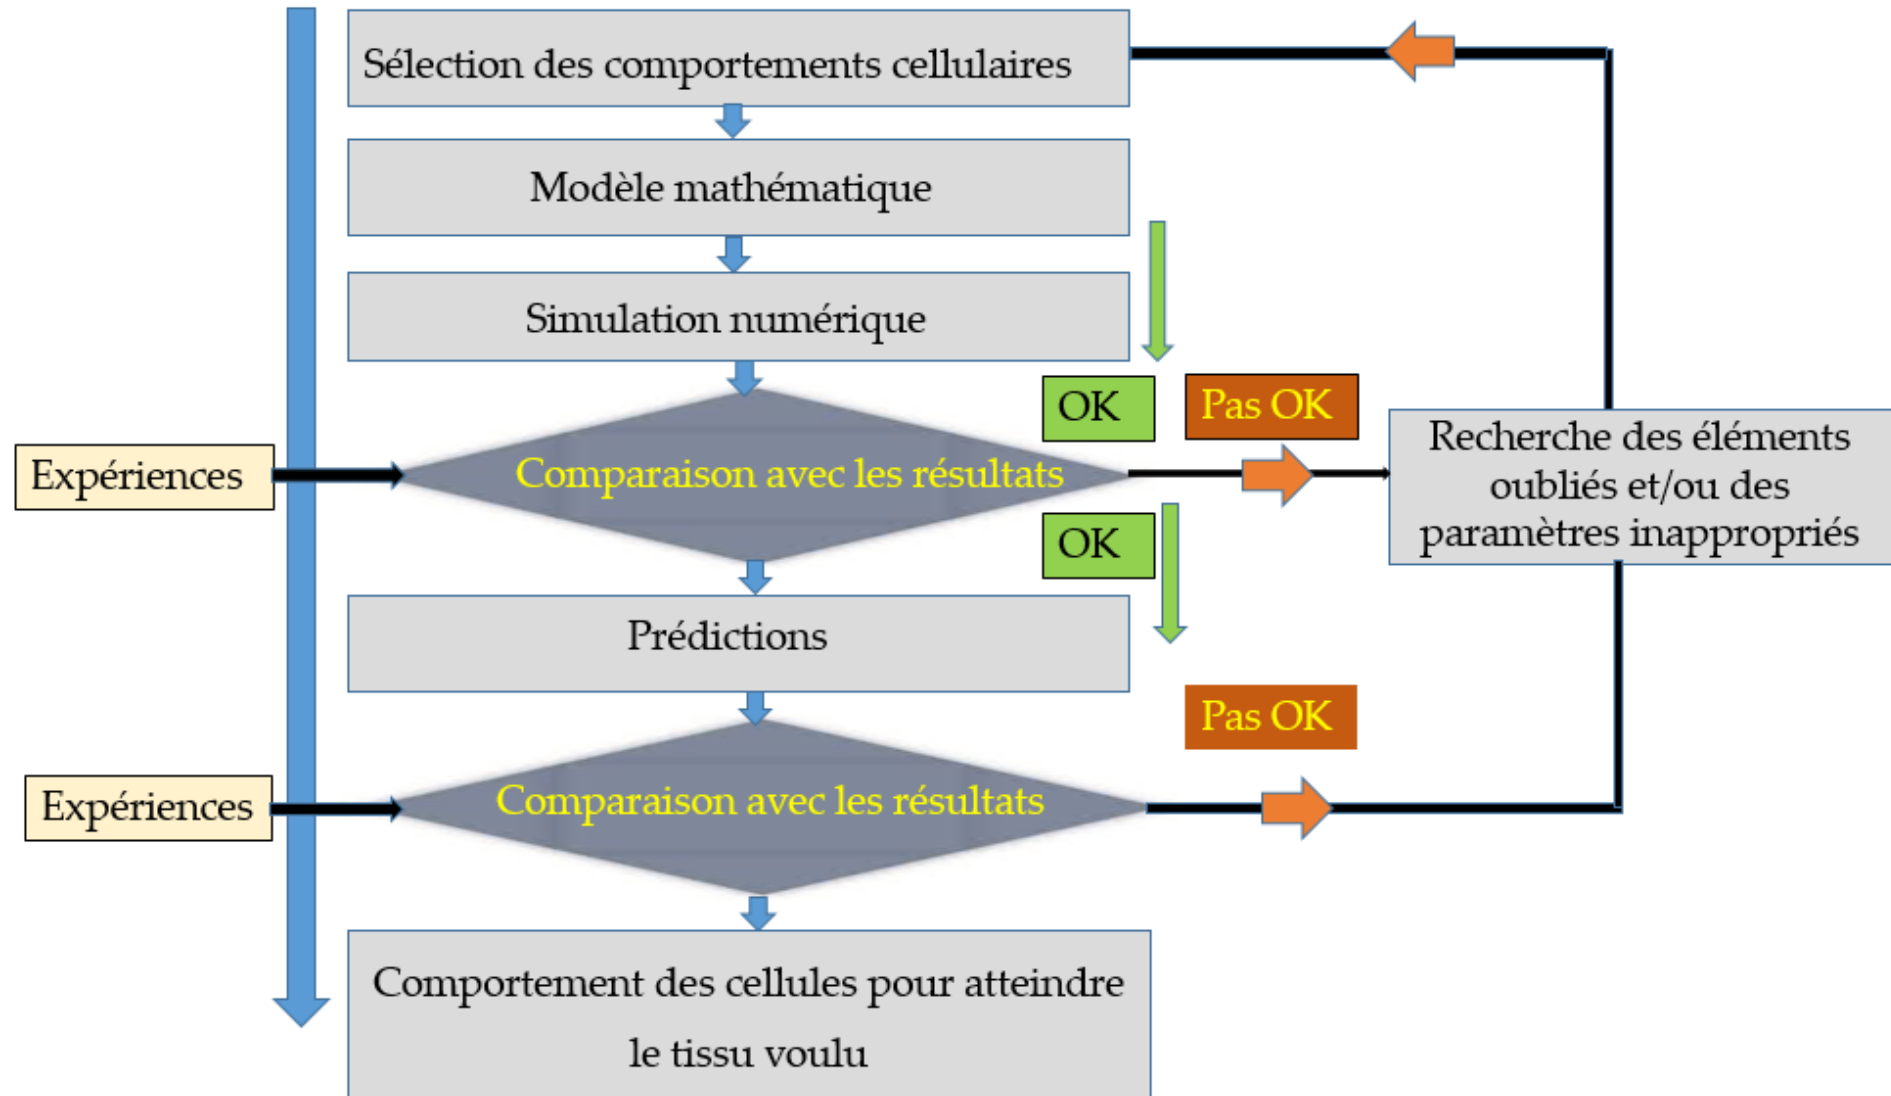 Sélection des comportements cellulaires
Modèle mathématique
Simulation numérique
OK
Pas OK
Expériences
Comparaison avec les résultats
Recherche des éléments
oubliés et/ou des
paramètres inappropriés
OK
Prédictions
Pas OK
Expériences
Comparaison avec les résultats
Comportement des cellules pour atteindre
le tissu voulu